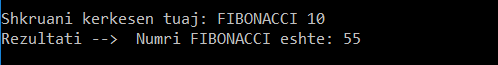 Shkruani kerkesen tuaj: FIBONACCI 10
Rezultati -->  Numri FIBONACCI eshte: 55